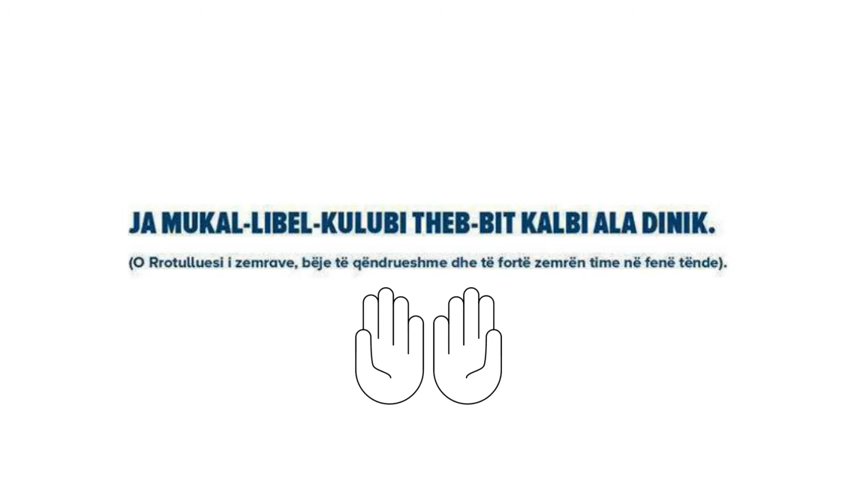 JA MUKAL-LIBEL-KULUBI THEB-BIT KALBI ALA DINIK.
(O Rrotulluesi i zemrave, bëje të qëndrueshme dhe të fortë zemrën time në fenë tënde).